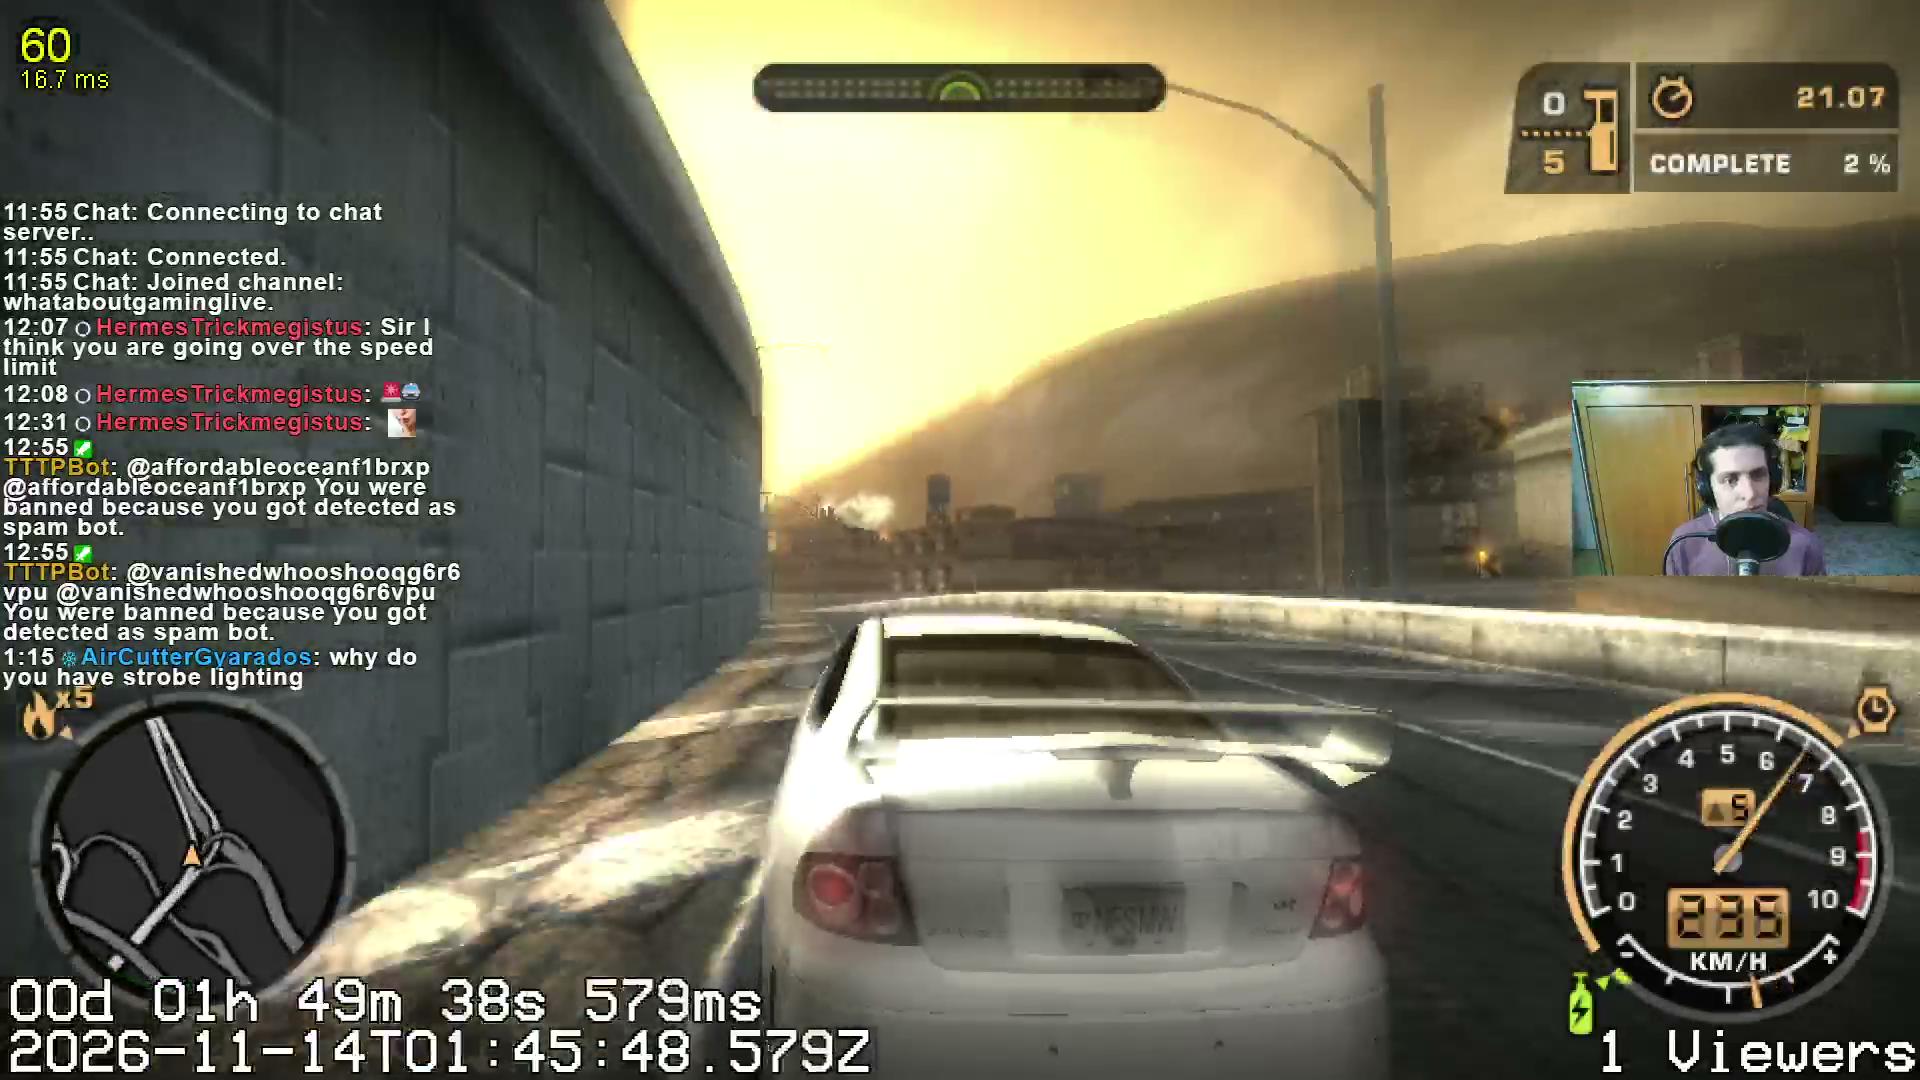 60
16.7 ms
0
5
21.07
COMPLETE 2 %
11:55 Chat: Connecting to chat
server..
11:55 Chat: Connected.
11:55 Chat: Joined channel:
whataboutgaminglive.
12:07 HermesTrickmegistus: Sir I
think you are going over the speed
limit
12:08 HermesTrickmegistus:
12:31 HermesTrickmegistus:
12:55
TTTPBot: @affordableoceanf1brxp
@affordableoceanf1brxp You were
banned because you got detected as
spam bot.
12:55
TTTPBot: @vanishedwhooshooqg6r6
vpu @vanishedwhooshooqg6r6vpu
You were banned because you got
detected as spam bot.
1:15 AirCutterGyarados: why do
you have strobe lighting
x5
0 1 2 3 4 5 6 7 8 9 10
5
235
KM/H
- +
NFSMW
00d 01h 49m 38s 579ms
2026-11-14T01:45:48.579Z
1 Viewers